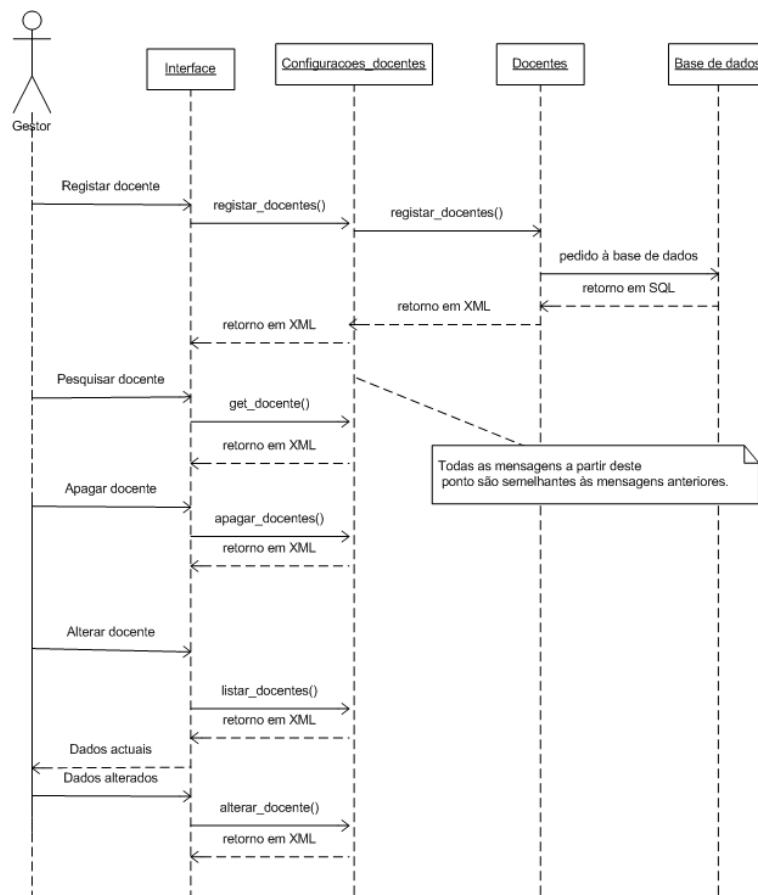 Gestor
Interface
Configuracoes_docentes
Docentes
Base de dados
Registar docente
registar_docentes()
registar_docentes()
pedido à base de dados
retorno em SQL
retorno em XML
retorno em XML
Pesquisar docente
get_docente()
retorno em XML
Todas as mensagens a partir deste
ponto são semelhantes às mensagens anteriores.
Apagar docente
apagar_docentes()
retorno em XML
Alterar docente
listar_docentes()
retorno em XML
Dados actuais
Dados alterados
alterar_docente()
retorno em XML